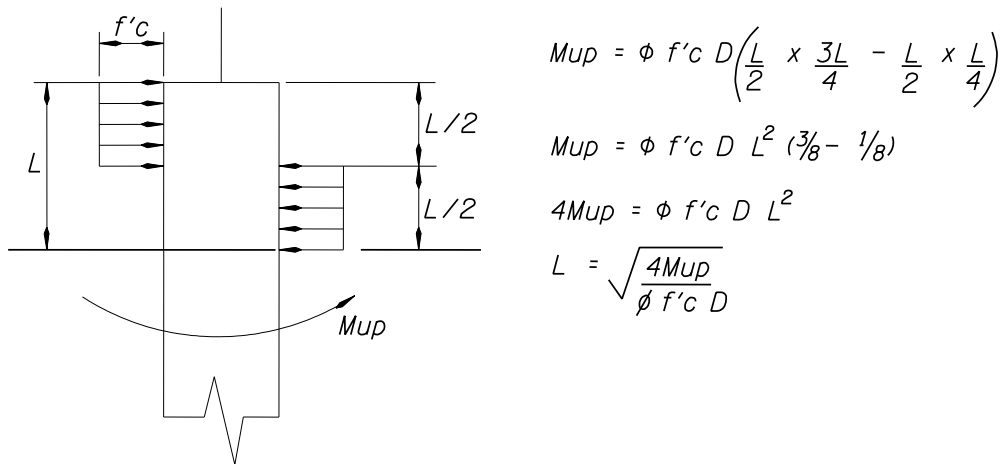 f'c
L
L/2
L/2
Mup
Mup = φ f'c D(L/2 x 3L/4 - L/2 x L/4)
Mup = φ f'c D L² (3/8 - 1/8)
4Mup = φ f'c D L²
L = √(4Mup / φ f'c D)